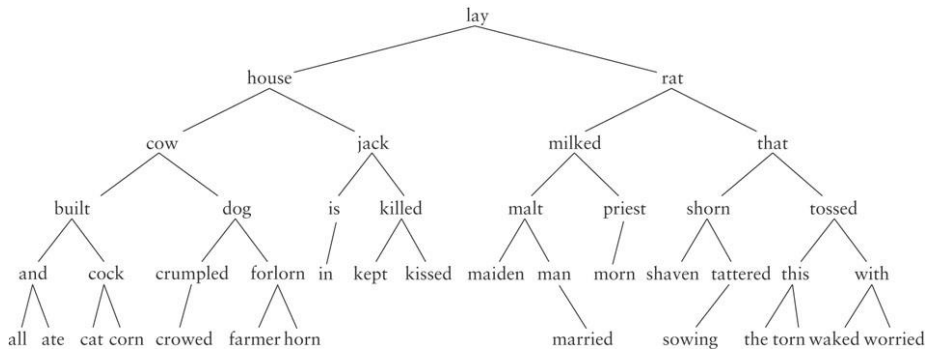 lay
house rat
cow jack milked that
built dog is killed malt priest shorn tossed
and cock crumpled forlorn in kept kissed maiden man morn shaven tattered this with
all ate cat corn crowed farmer horn married sowing the torn waked worried